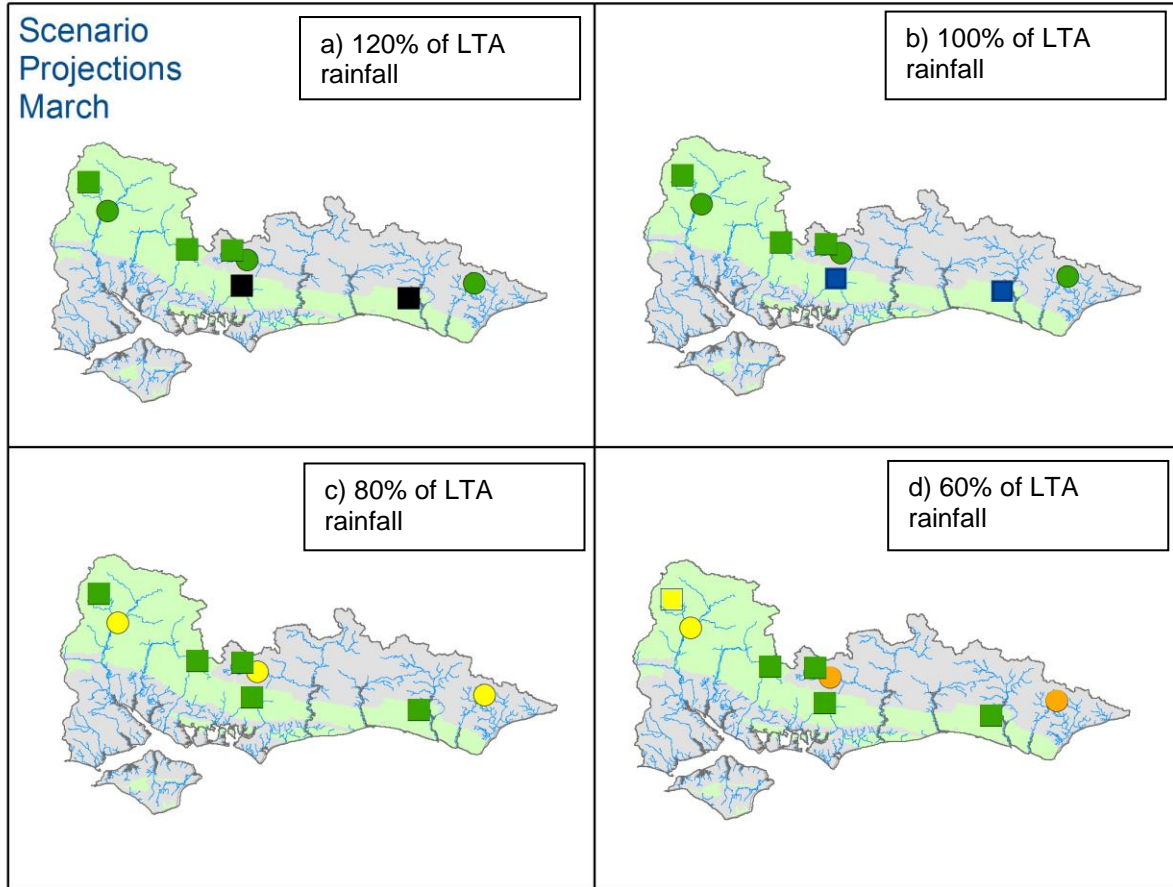 Scenario
Projections
March
a) 120% of LTA
rainfall
b) 100% of LTA
rainfall
c) 80% of LTA
rainfall
d) 60% of LTA
rainfall